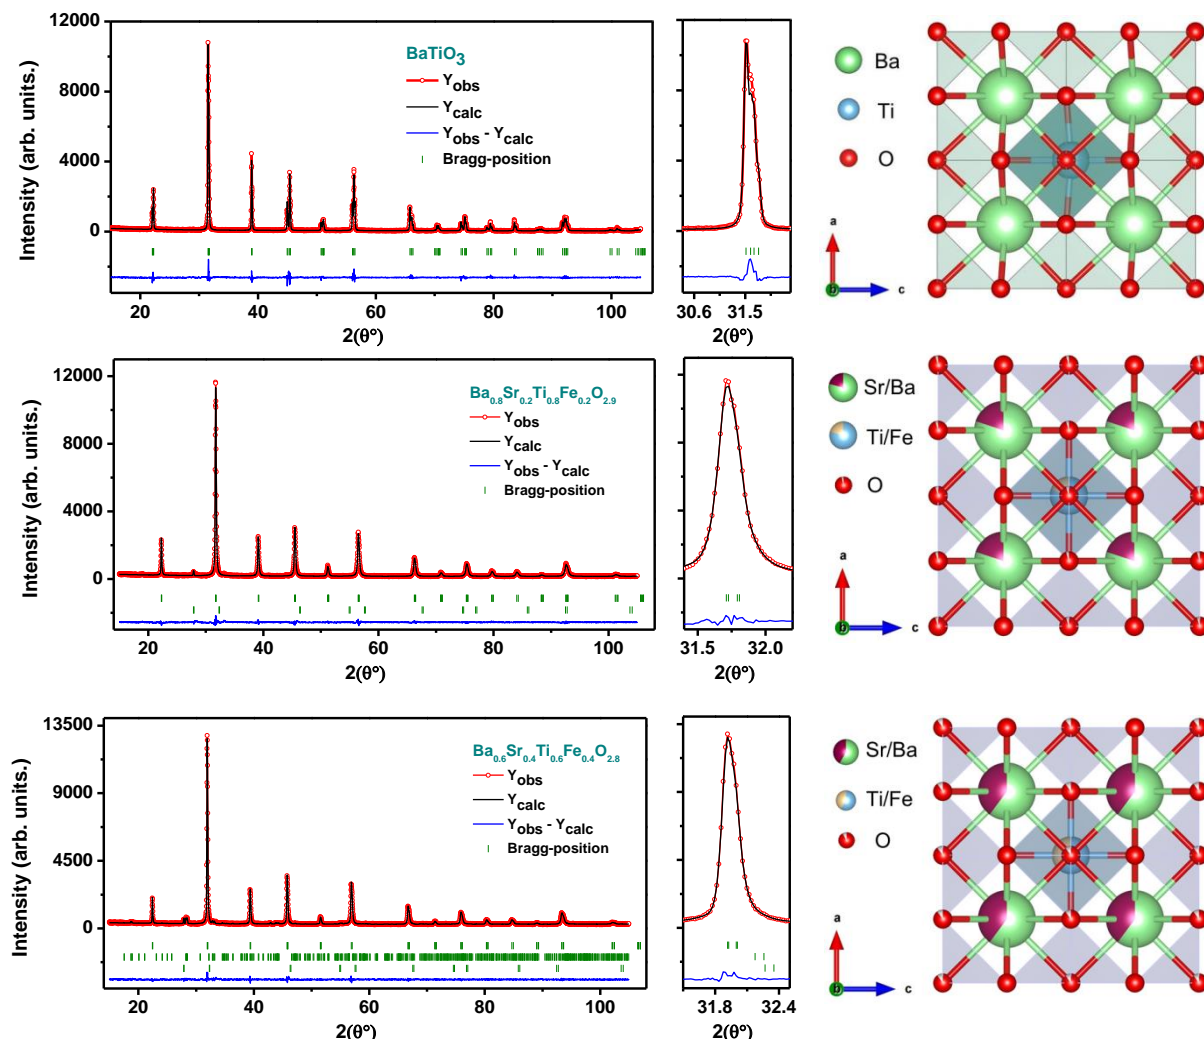 12000
9000
6000
4000
0
Intensity (arb. units.)
BaTiO3
Yobs
Ycalc
Yobs - Ycalc
Bragg-position
20 40 60 80 100
2(θ°)
30.6 31.5
2(θ°)
Ba
Ti
O
a
b
c
12000
8000
4000
0
Intensity (arb. units.)
Ba0.8Sr0.2Ti0.8Fe0.2O2.9
Yobs
Ycalc
Yobs - Ycalc
Bragg-position
20 40 60 80 100
2(θ°)
31.5 32.0
2(θ°)
Sr/Ba
Ti/Fe
O
a
b
c
13500
9000
4500
0
Intensity (arb. units.)
Ba0.6Sr0.4Ti0.6Fe0.4O2.8
Yobs
Ycalc
Yobs - Ycalc
Bragg-position
20 40 60 80 100
2(θ°)
31.8 32.4
2(θ°)
Sr/Ba
Ti/Fe
O
a
b
c